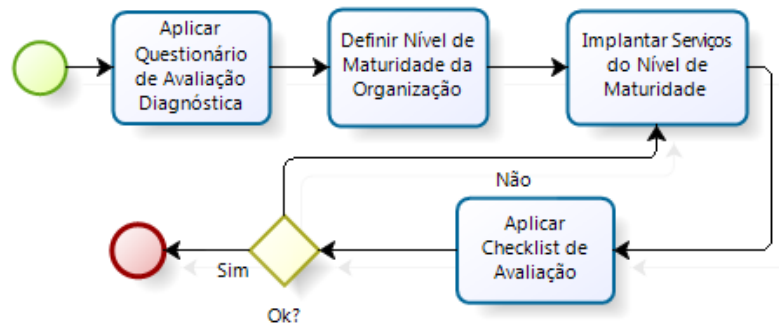 Aplicar
Questionário
de Avaliação
Diagnóstica
Definir Nível de
Maturidade da
Organização
Implantar Serviços
do Nível de
Maturidade
Não
Aplicar
Checklist de
Avaliação
Sim
Ok?